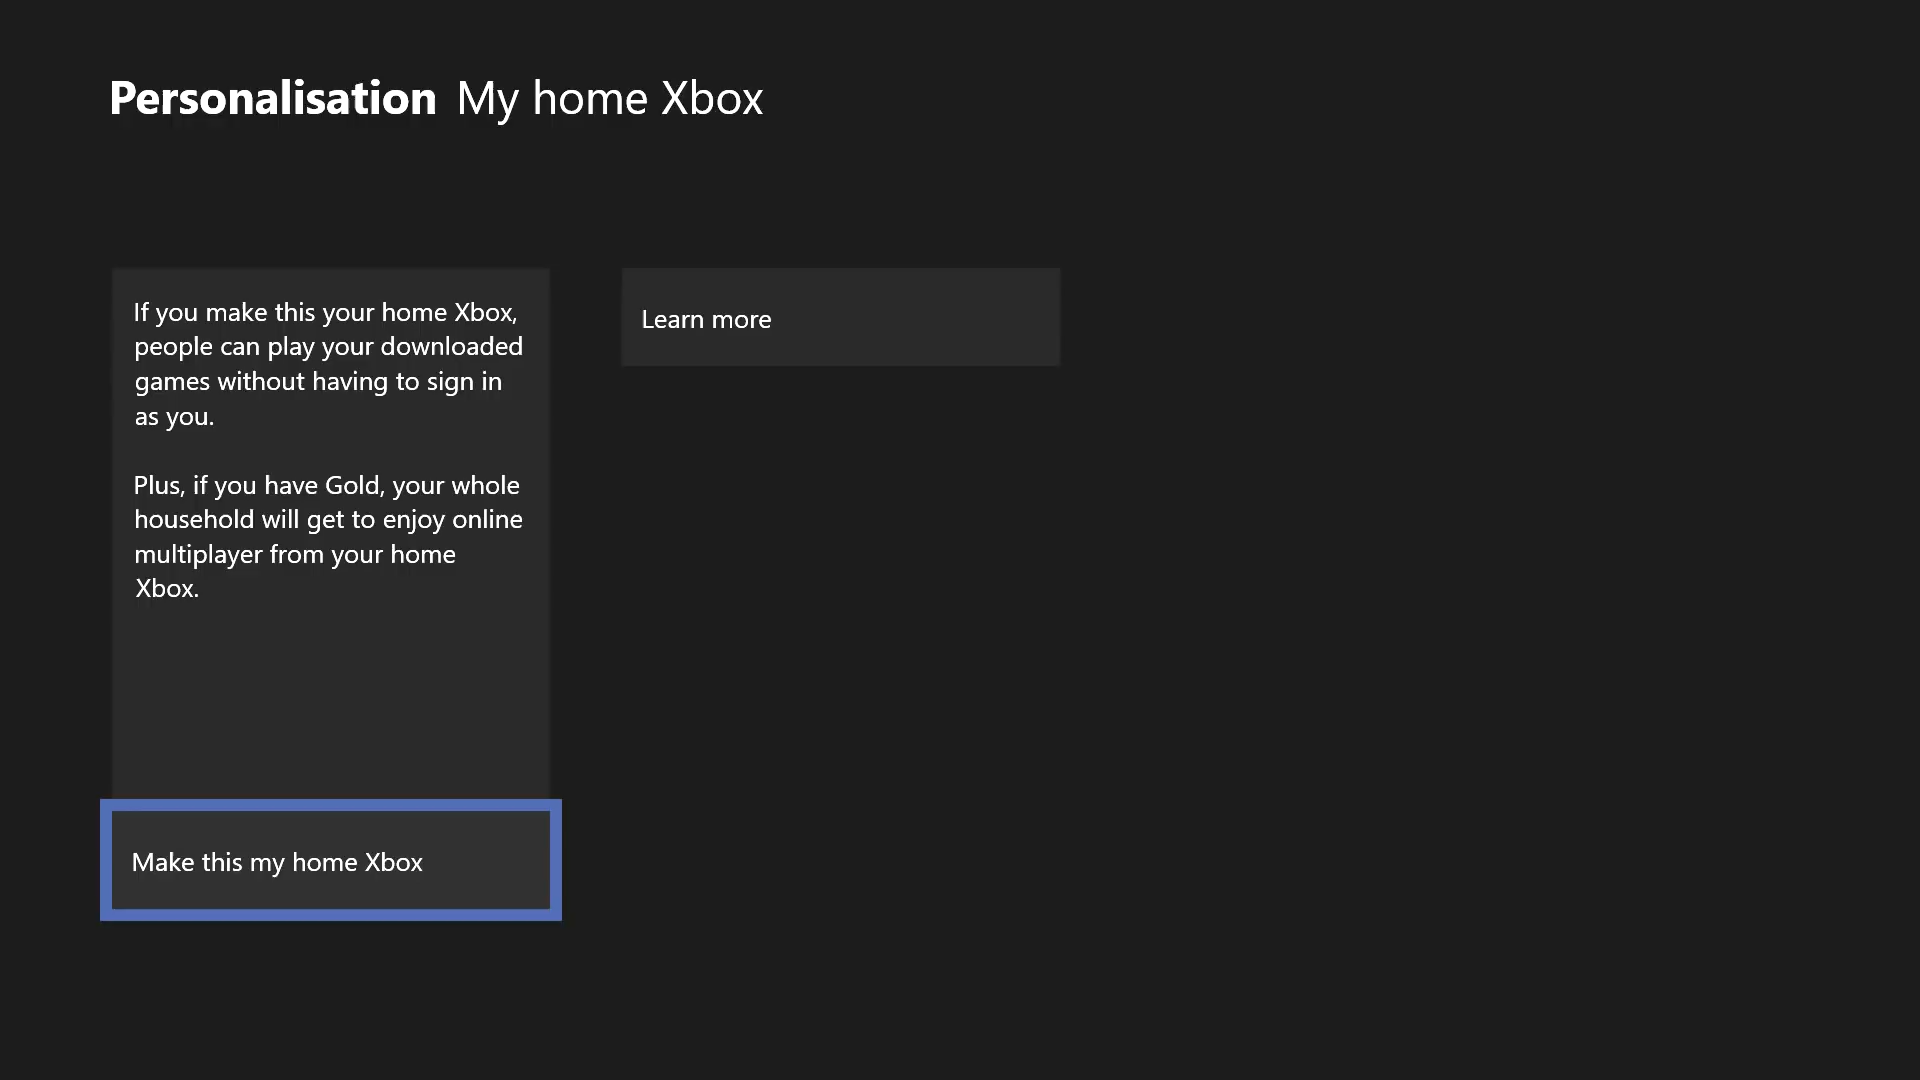 Personalisation My home Xbox
If you make this your home Xbox,
people can play your downloaded
games without having to sign in
as you.
Plus, if you have Gold, your whole
household will get to enjoy online
multiplayer from your home
Xbox.
Make this my home Xbox
Learn more